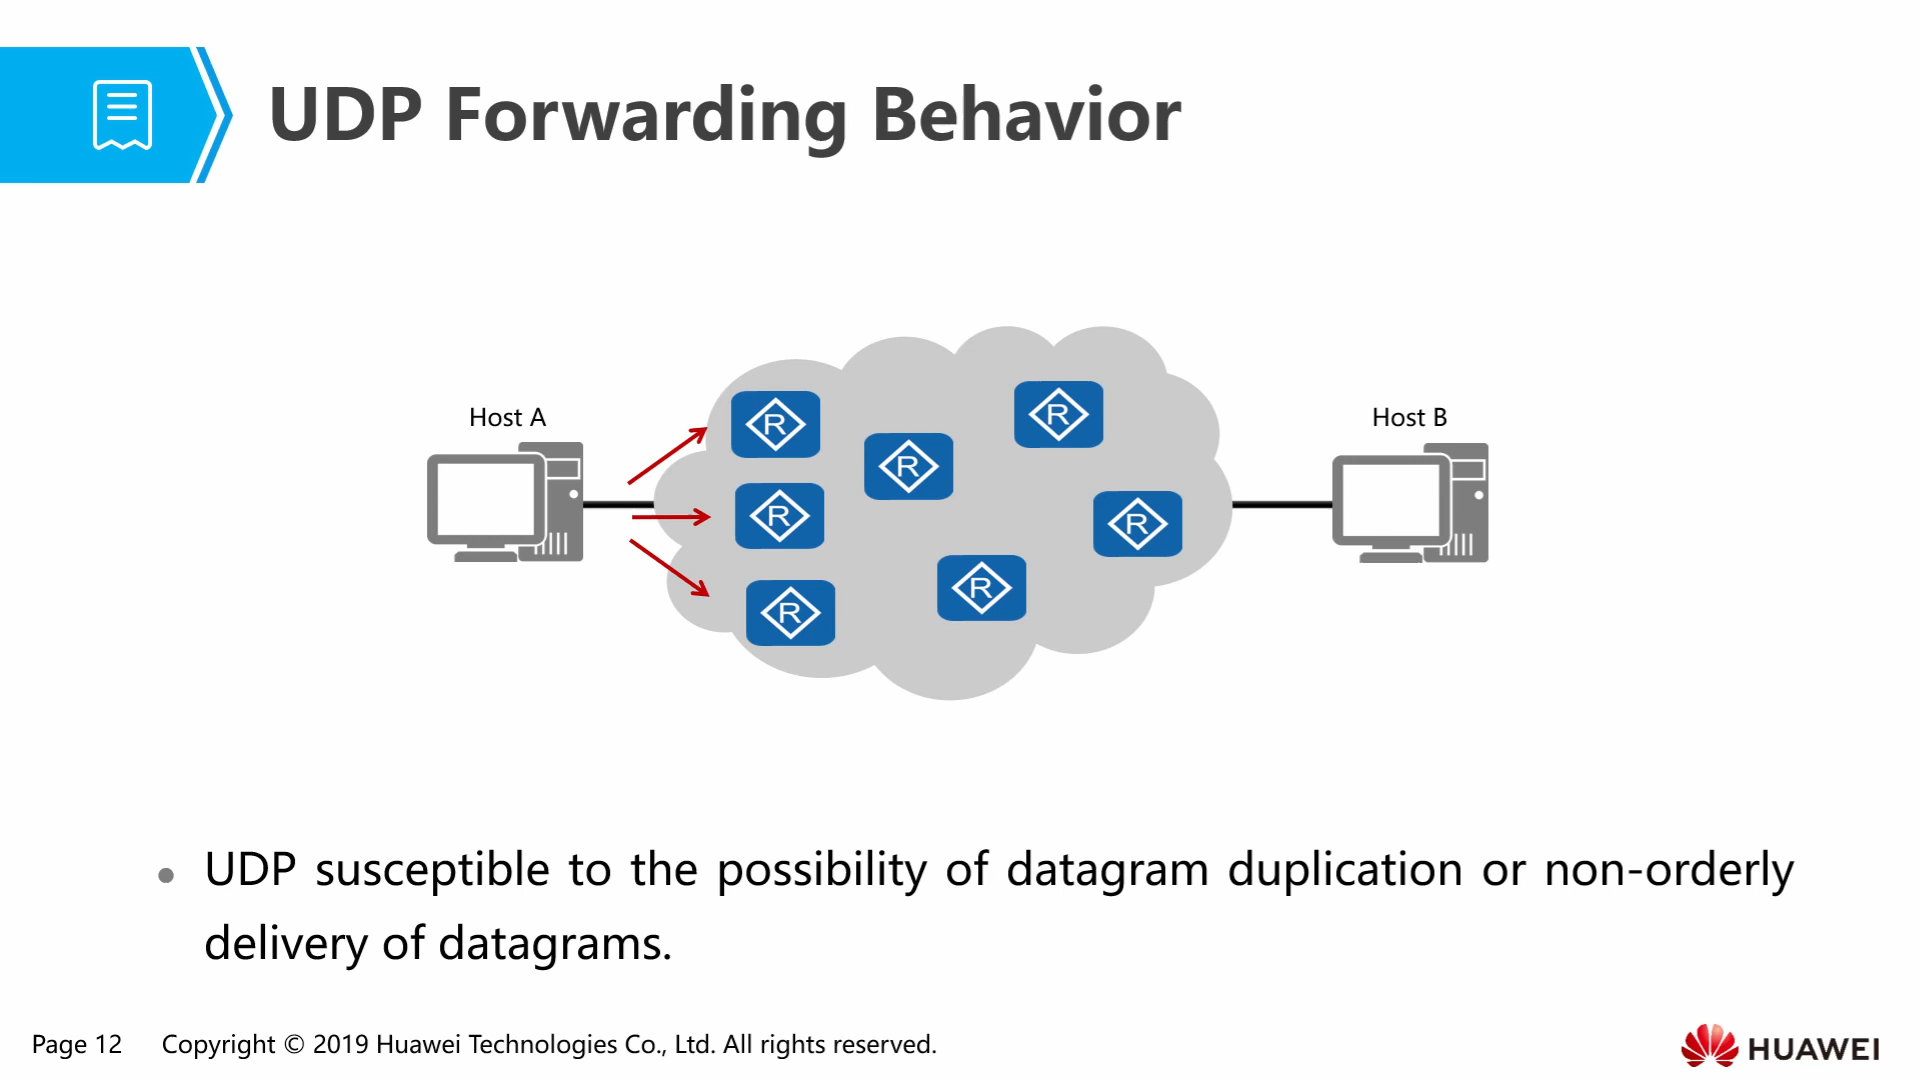 UDP Forwarding Behavior
Host A
Host B
R
R
R
R
R
R
R
UDP susceptible to the possibility of datagram duplication or non-orderly
delivery of datagrams.
Page 12
Copyright © 2019 Huawei Technologies Co., Ltd. All rights reserved.
HUAWEI